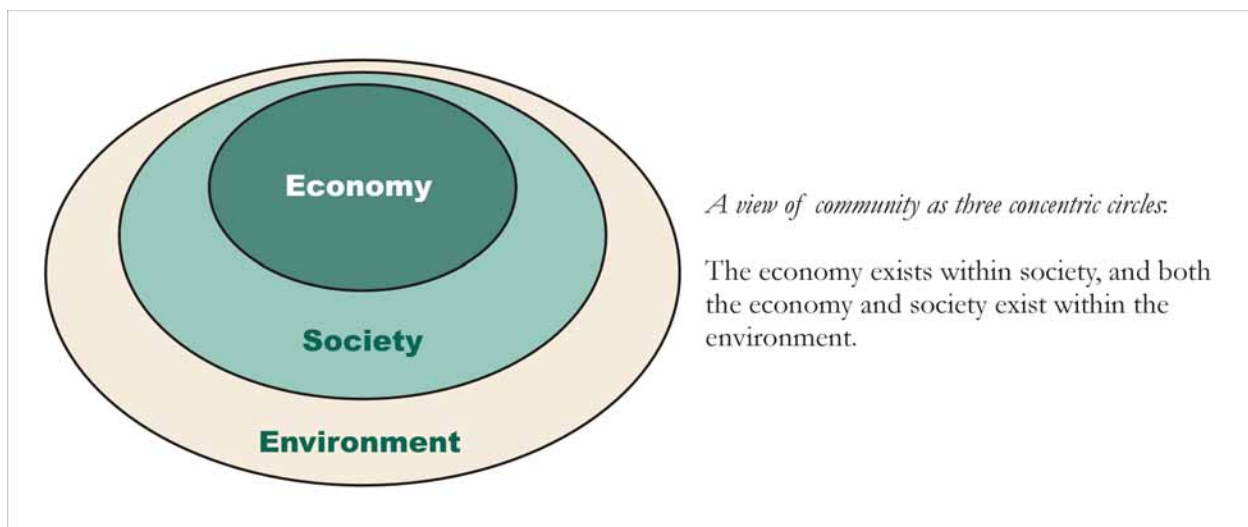 Economy
Society
Environment
A view of community as three concentric circles:
The economy exists within society, and both
the economy and society exist within the
environment.